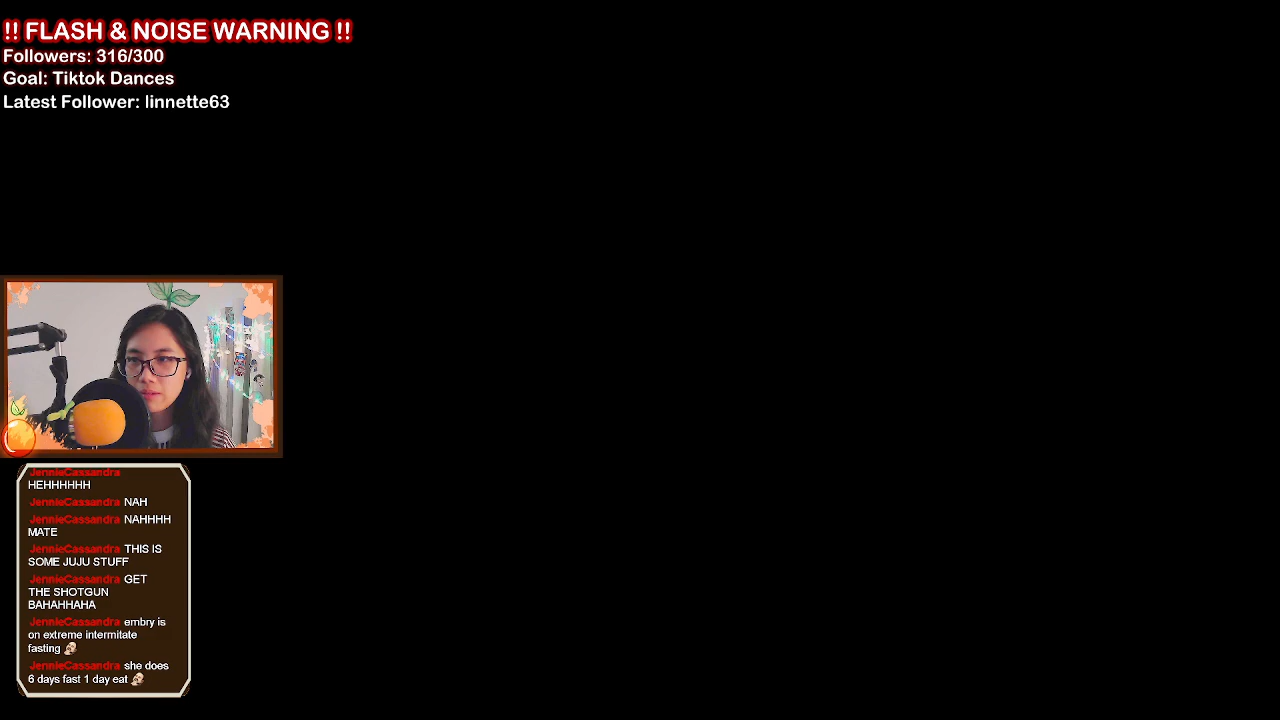 !! FLASH & NOISE WARNING !!
Followers: 316/300
Goal: Tiktok Dances
Latest Follower: linnette63
JennieCassandra
HEHHHHHH
JennieCassandra NAH
JennieCassandra NAHHHH
MATE
JennieCassandra THIS IS
SOME JUJU STUFF
JennieCassandra GET
THE SHOTGUN
BAHAHHAHA
JennieCassandra embry is
on extreme intermitate
fasting
JennieCassandra she does
6 days fast 1 day eat